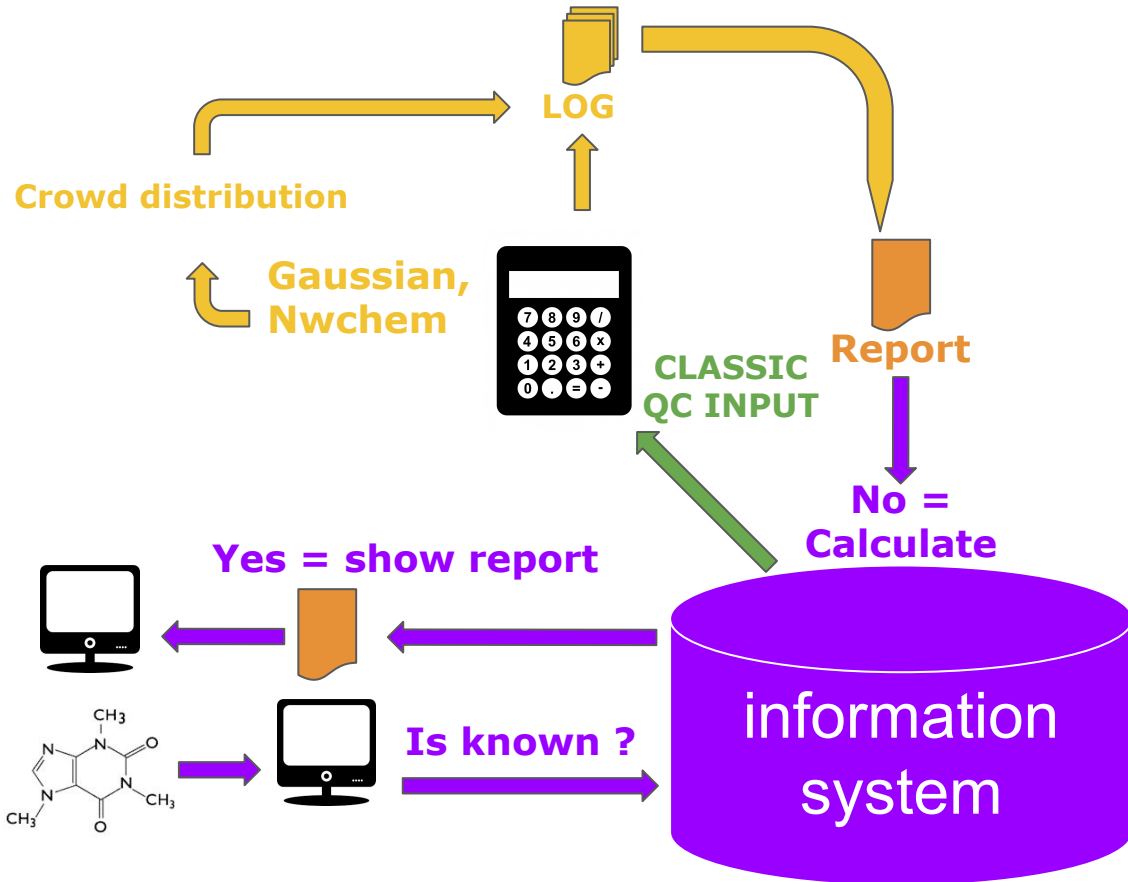 LOG
Crowd distribution
Gaussian,
Nwchem
7 8 9 /
4 5 6 x
1 2 3 +
0 . = -
Report
CLASSIC
QC INPUT
No =
Calculate
Yes = show report
information
system
Is known ?
CH3
N
N
O
N
N
CH3
CH3
O